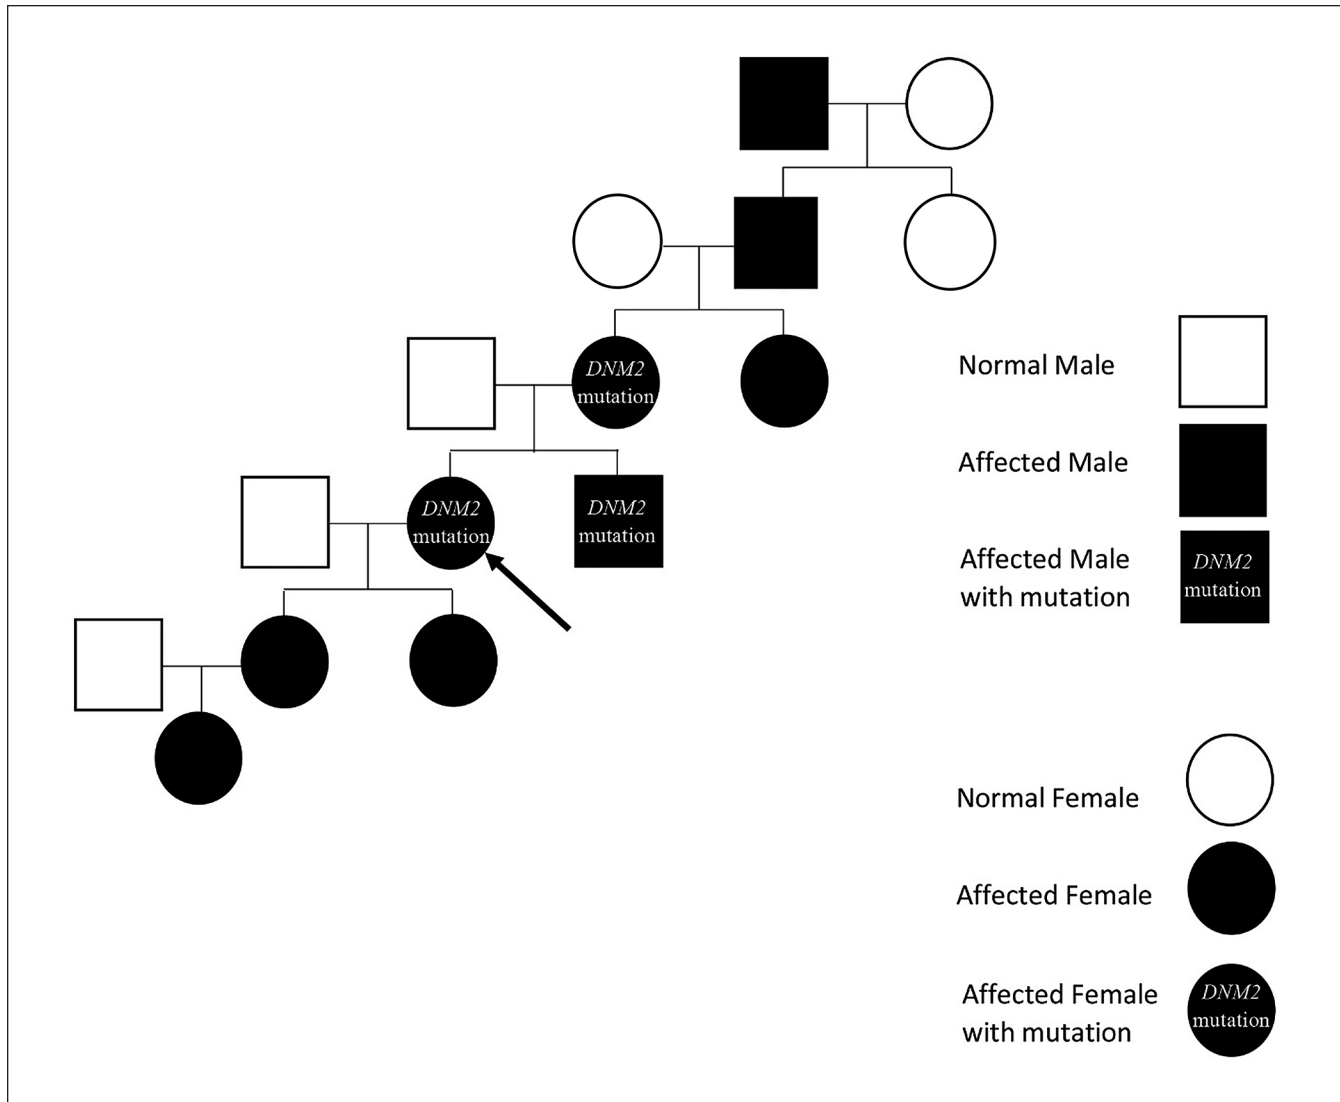 DNM2
mutation
DNM2
mutation
DNM2
mutation
Normal Male
Affected Male
Affected Male
with mutation
DNM2
mutation
Normal Female
Affected Female
Affected Female
with mutation
DNM2
mutation